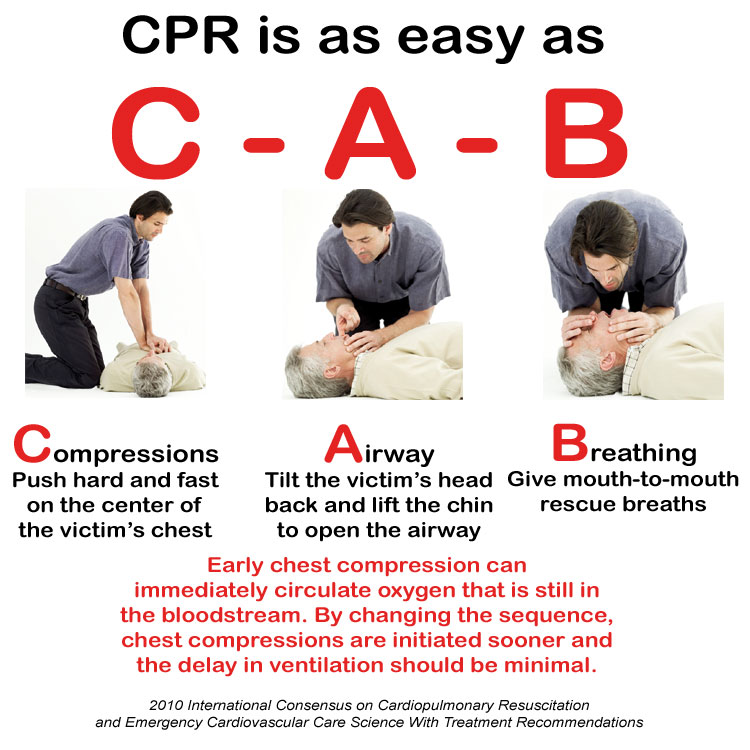 CPR is as easy as
C - A - B
Compressions
Push hard and fast
on the center of
the victim's chest
Airway
Tilt the victim's head
back and lift the chin
to open the airway
Breathing
Give mouth-to-mouth
rescue breaths
Early chest compression can
immediately circulate oxygen that is still in
the bloodstream. By changing the sequence,
chest compressions are initiated sooner and
the delay in ventilation should be minimal.
2010 International Consensus on Cardiopulmonary Resuscitation
and Emergency Cardiovascular Care Science With Treatment Recommendations